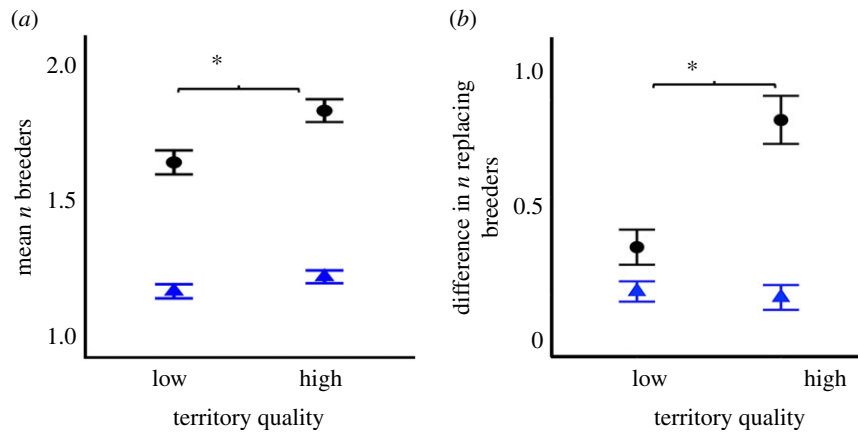 (a)
*
2.0
1.5
1.0
mean n breeders
low high
territory quality
(b)
*
1.0
0.5
0
difference in n replacing
breeders
low high
territory quality